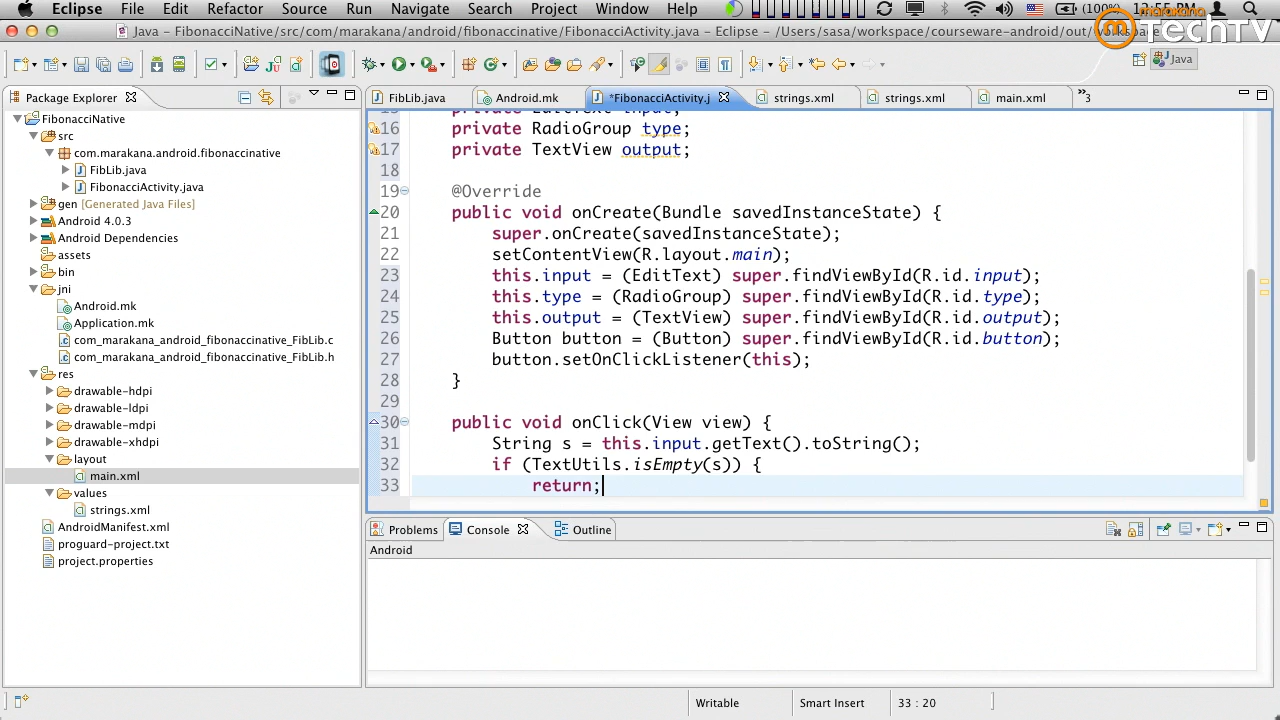 Eclipse File Edit Refactor Source Run Navigate Search Project Window Help (100%)
marakana
TechTV
Java – FibonacciNative/src/com/marakana/android/fibonaccinative/FibonacciActivity.java – Eclipse – /Users/sasa/workspace/courseware-android/out/
Java
Package Explorer
FibLib.java Android.mk *FibonacciActivity.j strings.xml strings.xml main.xml »3
FibonacciNative
src
com.marakana.android.fibonaccinative
FibLib.java
FibonacciActivity.java
gen [Generated Java Files]
Android 4.0.3
Android Dependencies
assets
bin
jni
Android.mk
Application.mk
com_marakana_android_fibonaccinative_FibLib.c
com_marakana_android_fibonaccinative_FibLib.h
res
drawable-hdpi
drawable-ldpi
drawable-mdpi
drawable-xhdpi
layout
main.xml
values
strings.xml
AndroidManifest.xml
proguard-project.txt
project.properties
16 private RadioGroup type;
17 private TextView output;
18
19 @Override
20 public void onCreate(Bundle savedInstanceState) {
21 super.onCreate(savedInstanceState);
22 setContentView(R.layout.main);
23 this.input = (EditText) super.findViewById(R.id.input);
24 this.type = (RadioGroup) super.findViewById(R.id.type);
25 this.output = (TextView) super.findViewById(R.id.output);
26 Button button = (Button) super.findViewById(R.id.button);
27 button.setOnClickListener(this);
28 }
29
30 public void onClick(View view) {
31 String s = this.input.getText().toString();
32 if (TextUtils.isEmpty(s)) {
33 return;
Problems Console Outline
Android
Writable Smart Insert 33 : 20